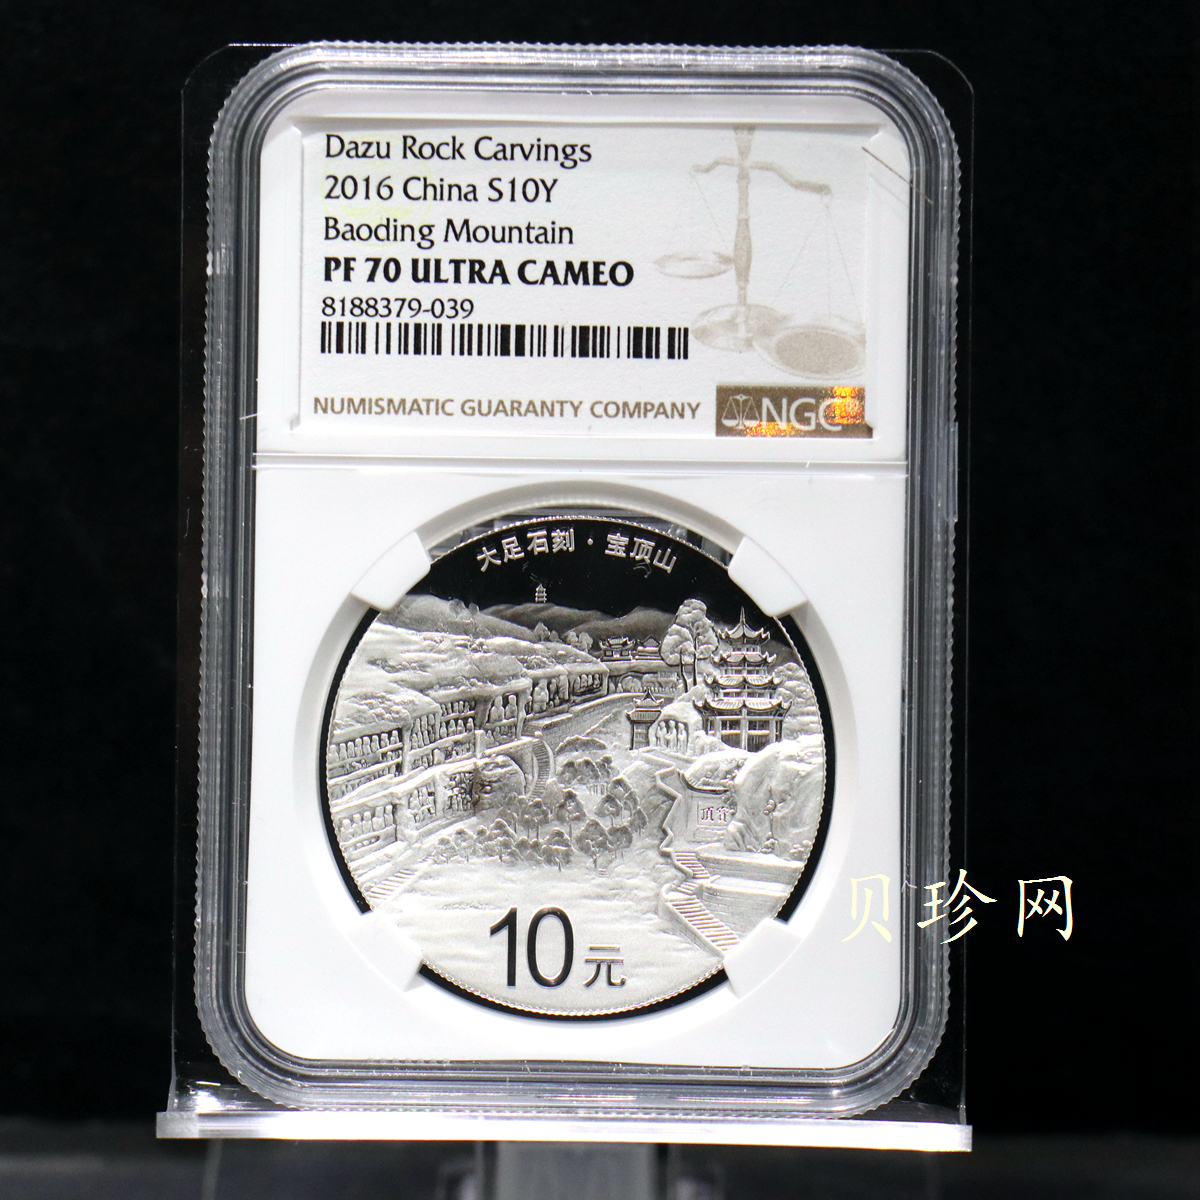 Dazu Rock Carvings
2016 China S10Y
Baoding Mountain
PF 70 ULTRA CAMEO
8188379-039
NUMISMATIC GUARANTY COMPANY
NGC
大足石刻·宝顶山
10元
贝珍网